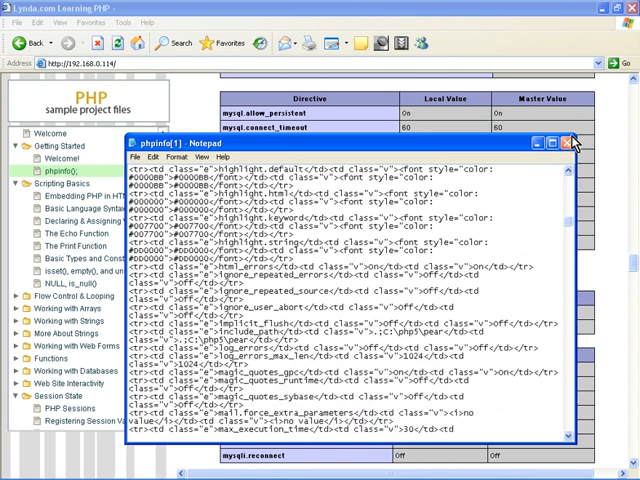 Lynda.com Learning PHP
File Edit View Favorites Tools Help
Back Search Favorites
Address http://192.168.0.114/ Go
PHP
sample project files
Welcome
Getting Started
Welcome!
phpinfo();
Scripting Basics
Embedding PHP in HTM
Basic Language Syntax
Declaring & Assigning
The Echo Function
The Print Function
Basic Types and Const
isset(), empty(), and un
NULL, is_null()
Flow Control & Looping
Working with Arrays
Working with Strings
More About Strings
Working with Web Forms
Functions
Working with Databases
Web Site Interactivity
Session State
PHP Sessions
Registering Session Va
Directive Local Value Master Value
mysql.allow_persistent On On
mysql.connect_timeout 60 60
phpinfo[1] - Notepad
File Edit Format View Help
<tr><td class="e">highlight.default</td><td class="v"><font style="color:
#0000BB">#0000BB</font></td><td class="v"><font style="color:
#0000BB">#0000BB</font></td></tr>
<tr><td class="e">highlight.html</td><td class="v"><font style="color:
#000000">#000000</font></td><td class="v"><font style="color:
#000000">#000000</font></td></tr>
<tr><td class="e">highlight.keyword</td><td class="v"><font style="color:
#007700">#007700</font></td><td class="v"><font style="color:
#007700">#007700</font></td></tr>
<tr><td class="e">highlight.string</td><td class="v"><font style="color:
#DD0000">#DD0000</font></td><td class="v"><font style="color:
#DD0000">#DD0000</font></td></tr>
<tr><td class="e">html_errors</td><td class="v">On</td><td class="v">On</td></tr>
<tr><td class="e">ignore_repeated_errors</td><td class="v">Off</td><td
class="v">Off</td></tr>
<tr><td class="e">ignore_repeated_source</td><td class="v">Off</td><td
class="v">Off</td></tr>
<tr><td class="e">ignore_user_abort</td><td class="v">Off</td><td
class="v">Off</td></tr>
<tr><td class="e">implicit_flush</td><td class="v">Off</td><td class="v">Off</td></tr>
<tr><td class="e">include_path</td><td class="v">.;C:\php5\pear</td><td
class="v">.;C:\php5\pear</td></tr>
<tr><td class="e">log_errors</td><td class="v">Off</td><td class="v">Off</td></tr>
<tr><td class="e">log_errors_max_len</td><td class="v">1024</td><td
class="v">1024</td></tr>
<tr><td class="e">magic_quotes_gpc</td><td class="v">On</td><td class="v">On</td></tr>
<tr><td class="e">magic_quotes_runtime</td><td class="v">Off</td><td
class="v">Off</td></tr>
<tr><td class="e">magic_quotes_sybase</td><td class="v">Off</td><td
class="v">Off</td></tr>
<tr><td class="e">mail.force_extra_parameters</td><td class="v"><i>no
value</i></td><td class="v"><i>no value</i></td></tr>
<tr><td class="e">max_execution_time</td><td class="v">30</td><td
mysqli.reconnect Off Off